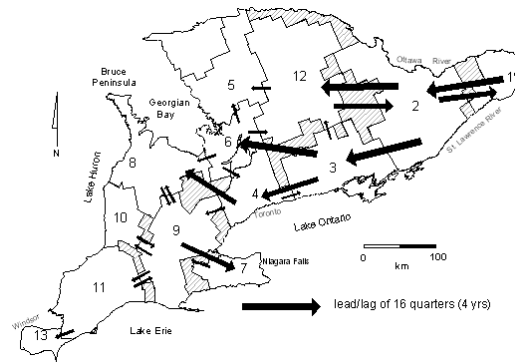 Bruce
Peninsula
Georgian
Bay
N
Lake Huron
5
12
Ottawa River
2
St Lawrence River
8
6
3
4
Toronto
Lake Ontario
10
9
7
Niagara Falls
0 100
km
11
Windsor
13
Lake Erie
lead/lag of 16 quarters (4 yrs)